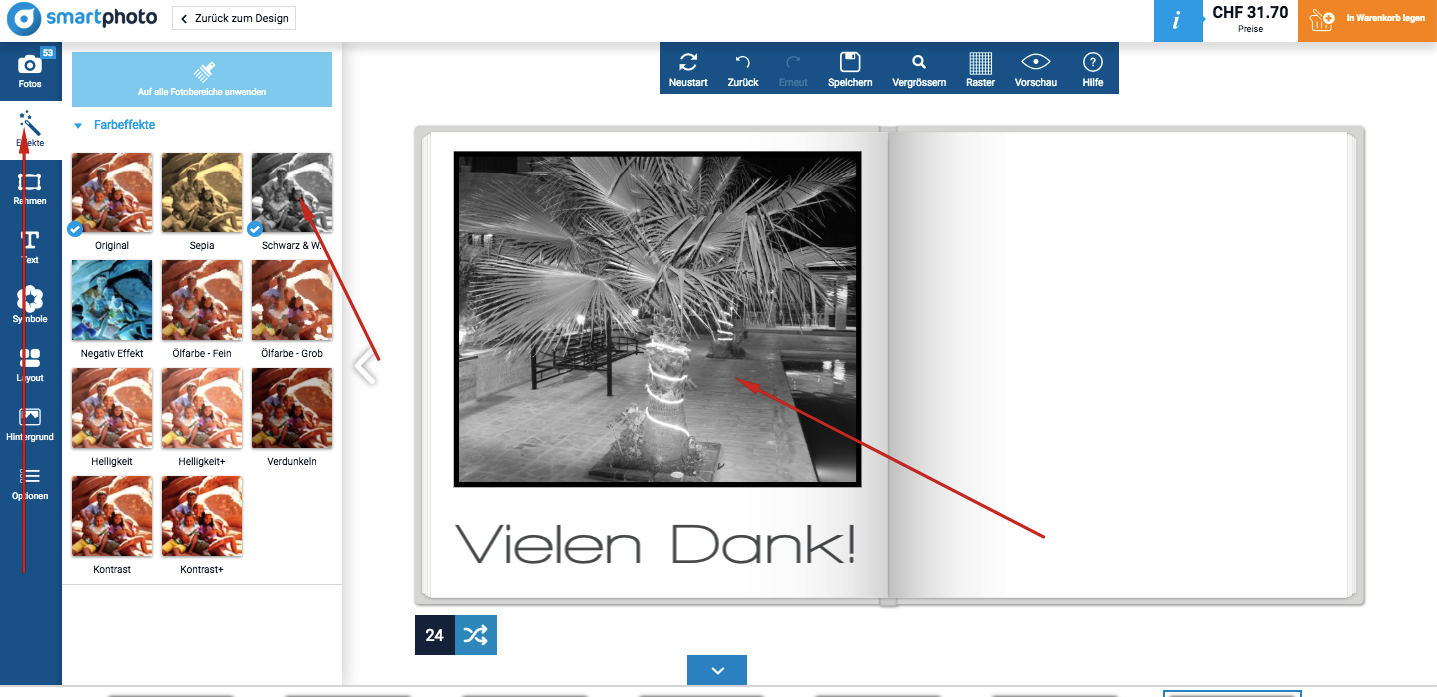 smartphoto
Zurück zum Design
i
CHF 31.70
Preise
In Warenkorb legen
53
Fotos
Effekte
Rahmen
Text
Symbole
Layout
Hintergrund
Optionen
Auf alle Fotobereiche anwenden
Farbeffekte
Original
Sepia
Schwarz & W.
Negativ Effekt
Ölfarbe - Fein
Ölfarbe - Grob
Helligkeit
Helligkeit+
Verdunkeln
Kontrast
Kontrast+
Neustart
Zurück
Erneut
Speichern
Vergrössern
Raster
Vorschau
?
Hilfe
Vielen Dank!
24